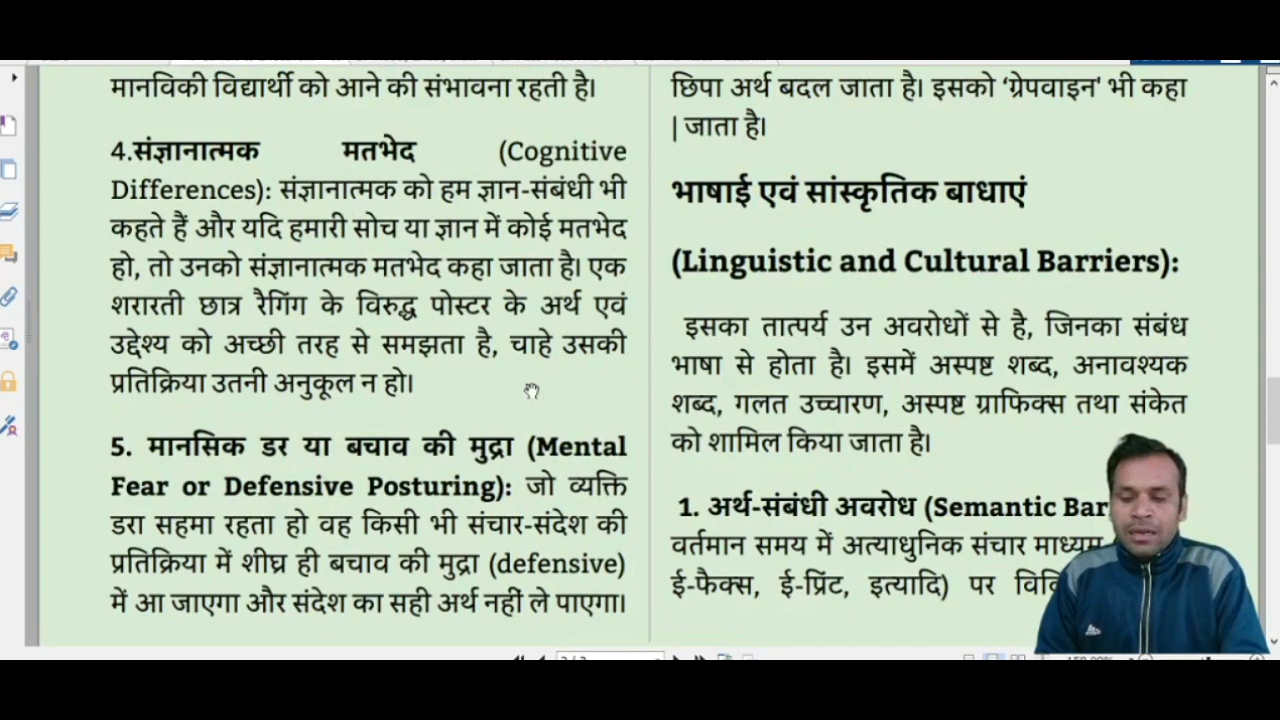 मानविकी विद्यार्थी को आने की संभावना रहती है।
4.संज्ञानात्मक मतभेद (Cognitive
Differences): संज्ञानात्मक को हम ज्ञान-संबंधी भी
कहते हैं और यदि हमारी सोच या ज्ञान में कोई मतभेद
हो, तो उनको संज्ञानात्मक मतभेद कहा जाता है। एक
शरारती छात्र रैगिंग के विरुद्ध पोस्टर के अर्थ एवं
उद्देश्य को अच्छी तरह से समझता है, चाहे उसकी
प्रतिक्रिया उतनी अनुकूल न हो।
5. मानसिक डर या बचाव की मुद्रा (Mental
Fear or Defensive Posturing): जो व्यक्ति
डरा सहमा रहता हो वह किसी भी संचार-संदेश की
प्रतिक्रिया में शीघ्र ही बचाव की मुद्रा (defensive)
में आ जाएगा और संदेश का सही अर्थ नहीं ले पाएगा।
छिपा अर्थ बदल जाता है। इसको ‘ग्रेपवाइन' भी कहा
| जाता है।
भाषाई एवं सांस्कृतिक बाधाएं
(Linguistic and Cultural Barriers):
इसका तात्पर्य उन अवरोधों से है, जिनका संबंध
भाषा से होता है। इसमें अस्पष्ट शब्द, अनावश्यक
शब्द, गलत उच्चारण, अस्पष्ट ग्राफिक्स तथा संकेत
को शामिल किया जाता है।
1. अर्थ-संबंधी अवरोध (Semantic Bar
वर्तमान समय में अत्याधुनिक संचार माध्यम
ई-फैक्स, ई-प्रिंट, इत्यादि) पर